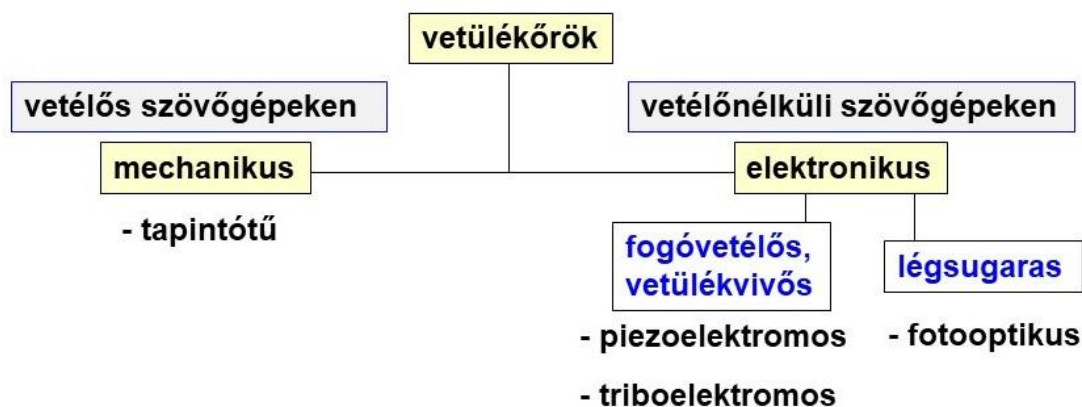 vetülékőrök
vetélős szövőgépeken
vetélőnélküli szövőgépeken
mechanikus
elektronikus
- tapintótű
fogóvetélős,
vetülékvivős
légsugaras
- piezoelektromos
- fotooptikus
- triboelektromos